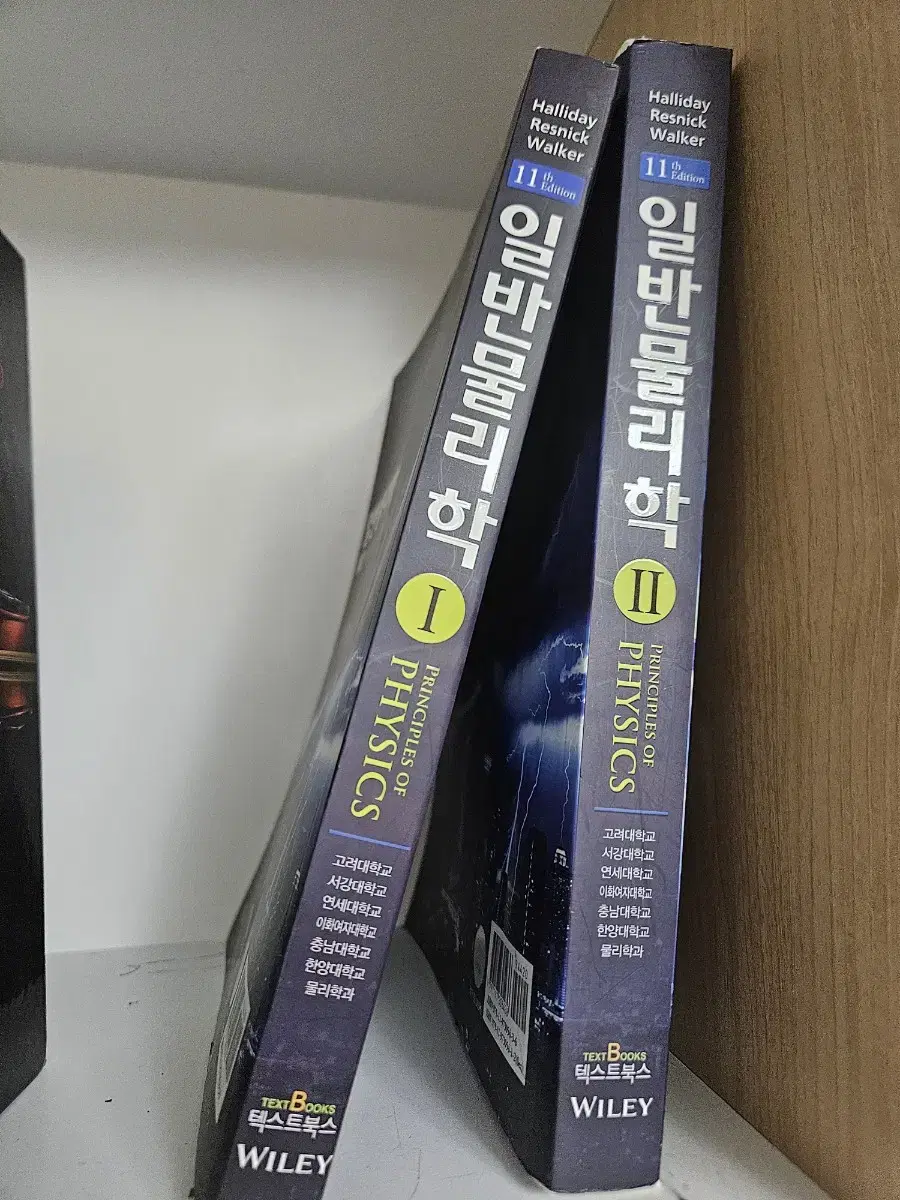 Halliday
Resnick
Walker
11th Edition
일반물리학
I
PRINCIPLES OF
PHYSICS
고려대학교
서강대학교
연세대학교
이화여자대학교
충남대학교
한양대학교
물리학과
TEXTBOOKS
텍스트북스
WILEY
Halliday
Resnick
Walker
11th Edition
일반물리학
II
PRINCIPLES OF
PHYSICS
고려대학교
서강대학교
연세대학교
이화여자대학교
충남대학교
한양대학교
물리학과
TEXTBOOKS
텍스트북스
WILEY